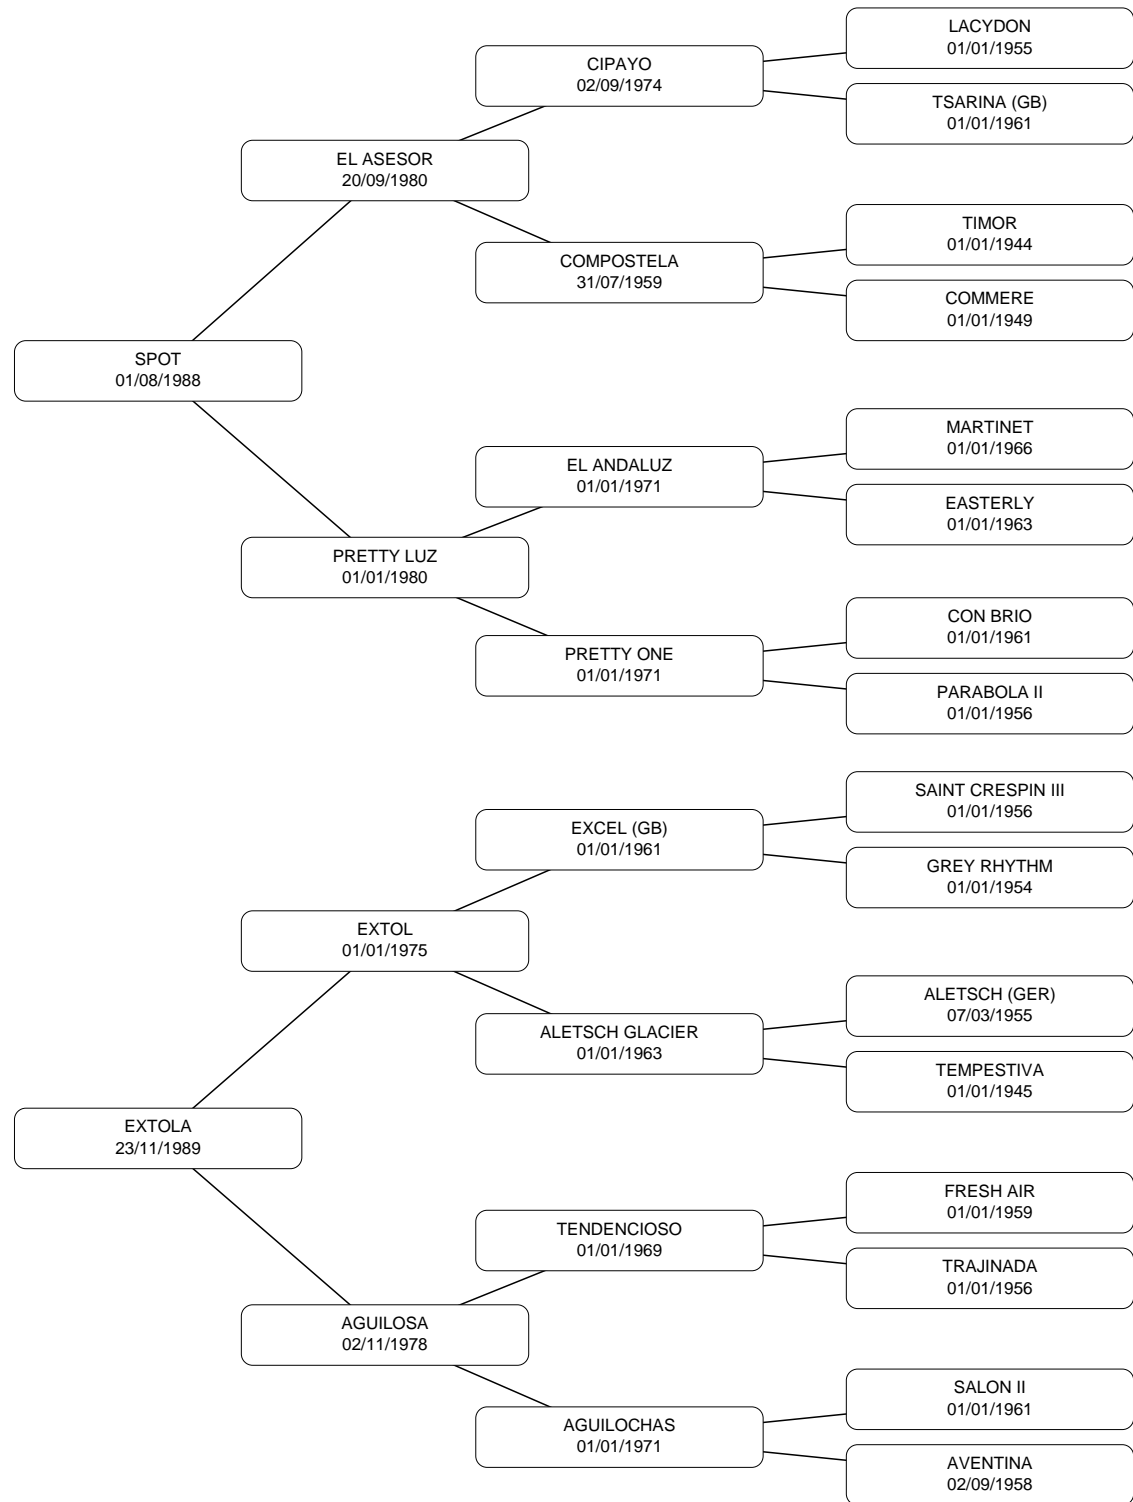 LACYDON
01/01/1955
CIPAYO
02/09/1974
TSARINA (GB)
01/01/1961
EL ASESOR
20/09/1980
TIMOR
01/01/1944
COMPOSTELA
31/07/1959
COMMERE
01/01/1949
SPOT
01/08/1988
MARTINET
01/01/1966
EL ANDALUZ
01/01/1971
EASTERLY
01/01/1963
PRETTY LUZ
01/01/1980
CON BRIO
01/01/1961
PRETTY ONE
01/01/1971
PARABOLA II
01/01/1956
SAINT CRESPIN III
01/01/1956
EXCEL (GB)
01/01/1961
GREY RHYTHM
01/01/1954
EXTOL
01/01/1975
ALETSCH (GER)
07/03/1955
ALETSCH GLACIER
01/01/1963
TEMPESTIVA
01/01/1945
EXTOLA
23/11/1989
FRESH AIR
01/01/1959
TENDENCIOSO
01/01/1969
TRAJINADA
01/01/1956
AGUILOSA
02/11/1978
SALON II
01/01/1961
AGUILOCHAS
01/01/1971
AVENTINA
02/09/1958